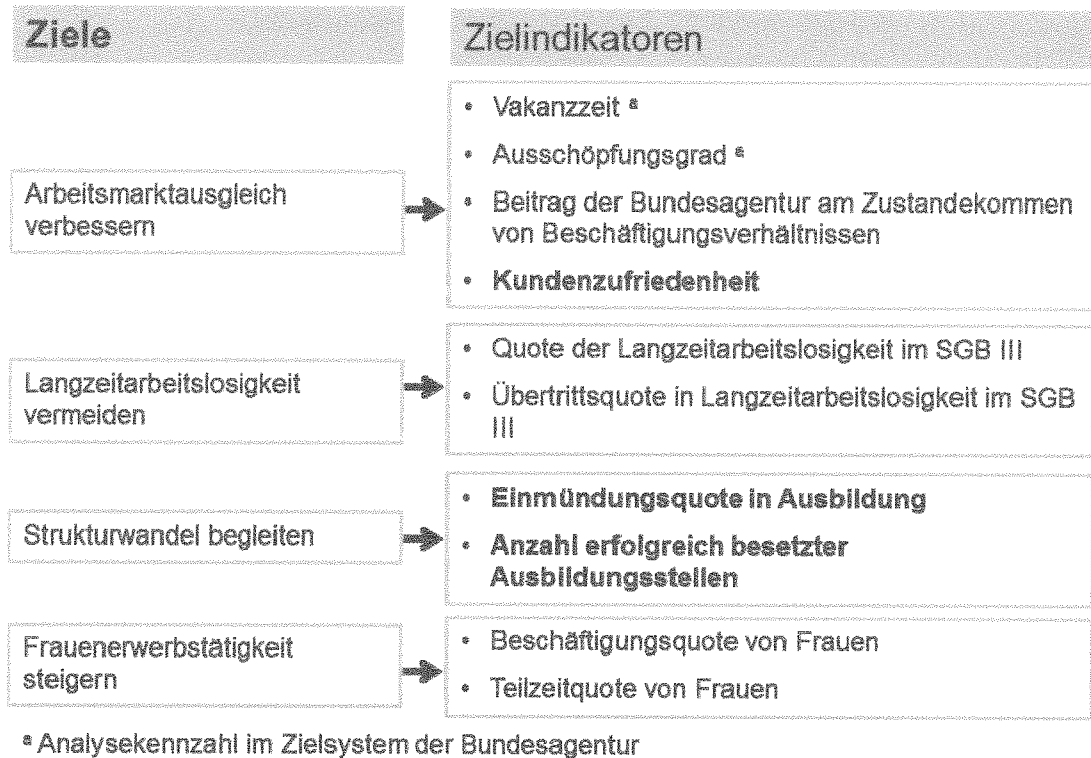 Ziele
Zielindikatoren
Arbeitsmarktausgleich
verbessern
• Vakanzzeit ª
• Ausschöpfungsgrad ª
• Beitrag der Bundesagentur am Zustandekommen
von Beschäftigungsverhältnissen
• Kundenzufriedenheit
Langzeitarbeitslosigkeit
vermeiden
• Quote der Langzeitarbeitslosigkeit im SGB III
• Übertrittsquote in Langzeitarbeitslosigkeit im SGB
III
Strukturwandel begleiten
• Einmündungsquote in Ausbildung
• Anzahl erfolgreich besetzter
Ausbildungsstellen
Frauenerwerbstätigkeit
steigern
• Beschäftigungsquote von Frauen
• Teilzeitquote von Frauen
ª Analysekennzahl im Zielsystem der Bundesagentur